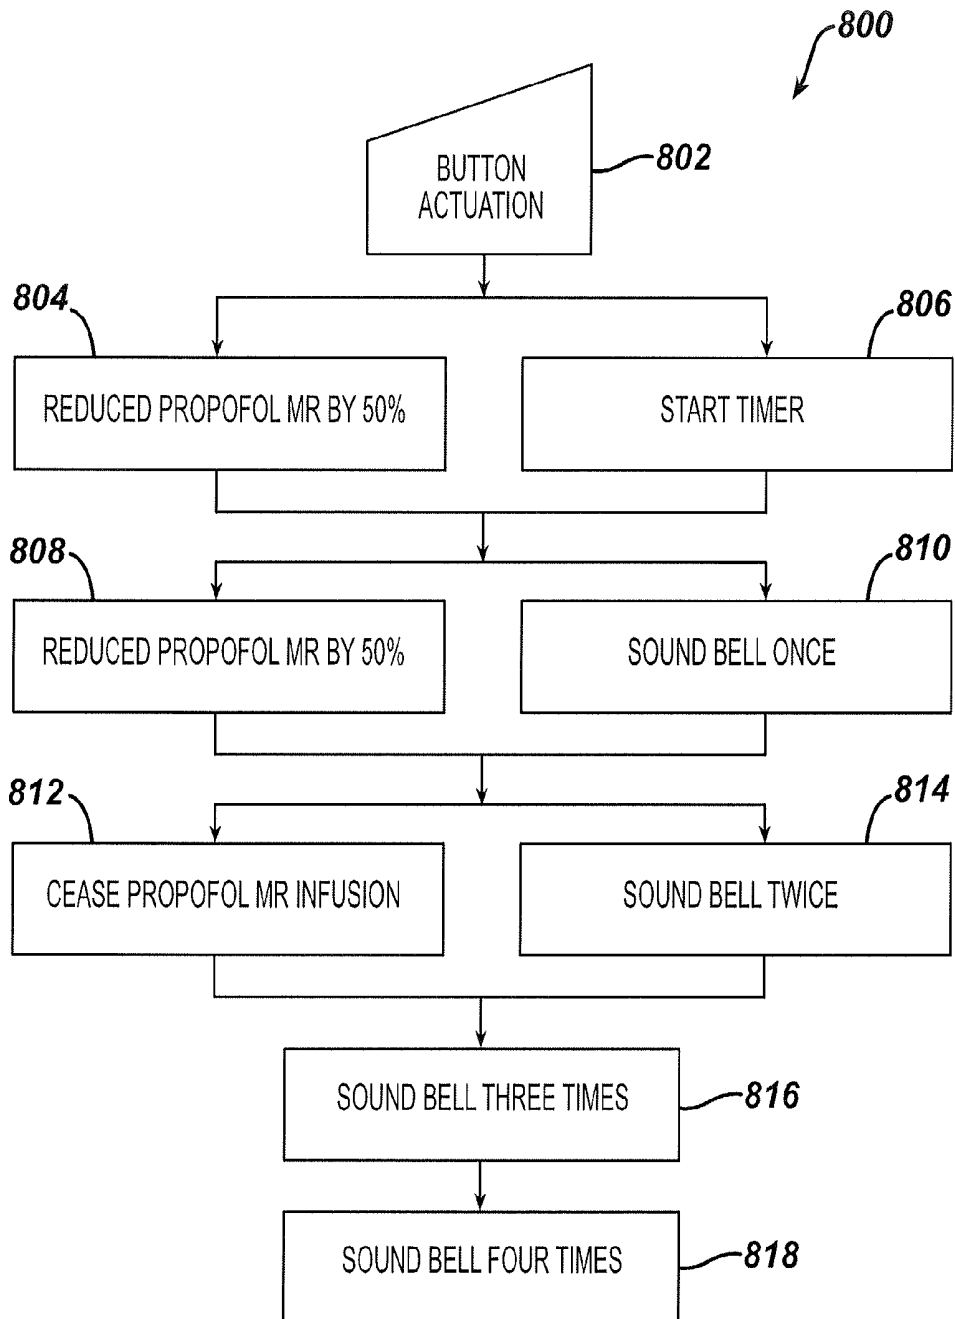 800
BUTTON
ACTUATION
802
804
806
REDUCED PROPOFOL MR BY 50%
START TIMER
808
810
REDUCED PROPOFOL MR BY 50%
SOUND BELL ONCE
812
814
CEASE PROPOFOL MR INFUSION
SOUND BELL TWICE
SOUND BELL THREE TIMES
816
SOUND BELL FOUR TIMES
818